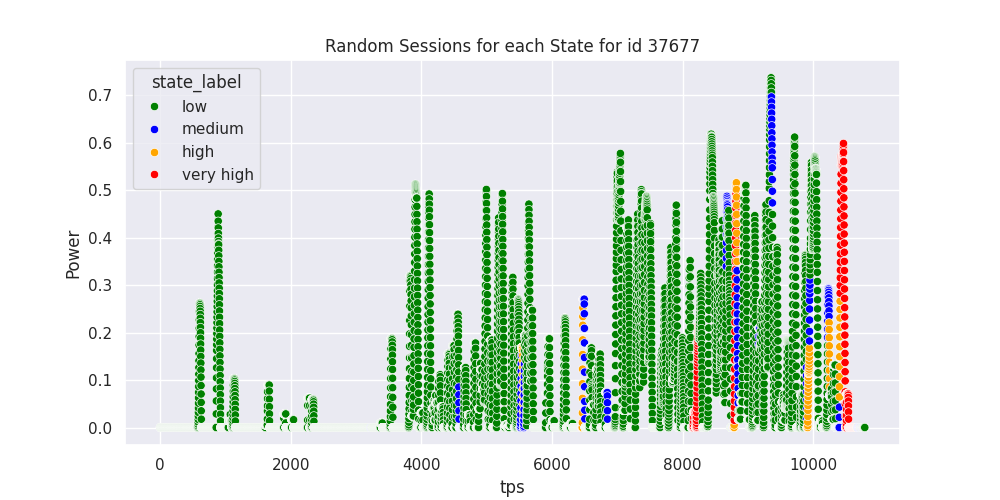 Random Sessions for each State for id 37677
state_label
low
medium
high
very high
Power
0.7
0.6
0.5
0.4
0.3
0.2
0.1
0.0
0 2000 4000 6000 8000 10000
tps